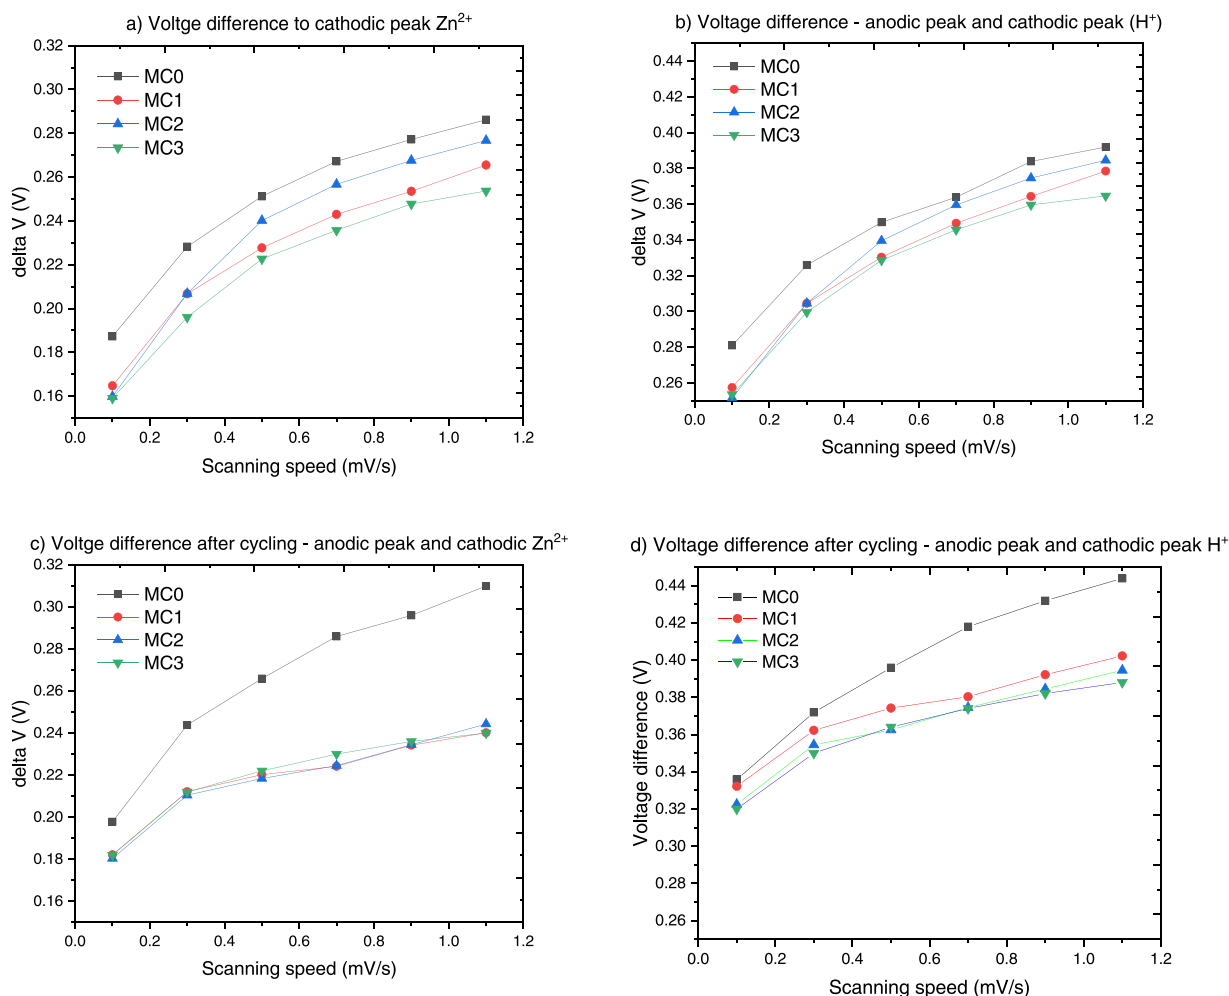 a) Voltge difference to cathodic peak Zn²⁺
0.32
0.30
0.28
0.26
0.24
0.22
0.20
0.18
0.16
delta V (V)
MC0
MC1
MC2
MC3
0.0 0.2 0.4 0.6 0.8 1.0 1.2
Scanning speed (mV/s)
b) Voltage difference - anodic peak and cathodic peak (H⁺)
0.44
0.42
0.40
0.38
0.36
0.34
0.32
0.30
0.28
0.26
delta V (V)
MC0
MC1
MC2
MC3
0.0 0.2 0.4 0.6 0.8 1.0 1.2
Scanning speed (mV/s)
c) Voltge difference after cycling - anodic peak and cathodic Zn²⁺
0.32
0.30
0.28
0.26
0.24
0.22
0.20
0.18
0.16
delta V (V)
MC0
MC1
MC2
MC3
0.0 0.2 0.4 0.6 0.8 1.0 1.2
Scanning speed (mV/s)
d) Voltage difference after cycling - anodic peak and cathodic peak H⁺
0.44
0.42
0.40
0.38
0.36
0.34
0.32
0.30
0.28
0.26
Voltage difference (V)
MC0
MC1
MC2
MC3
0.0 0.2 0.4 0.6 0.8 1.0 1.2
Scanning speed (mV/s)